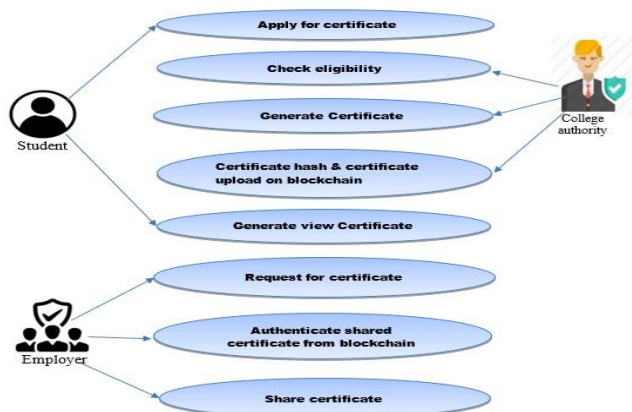 Apply for certificate
Check eligibility
Generate Certificate
College
authority
Student
Certificate hash & certificate
upload on blockchain
Generate view Certificate
Request for certificate
Authenticate shared
certificate from blockchain
Employer
Share certificate